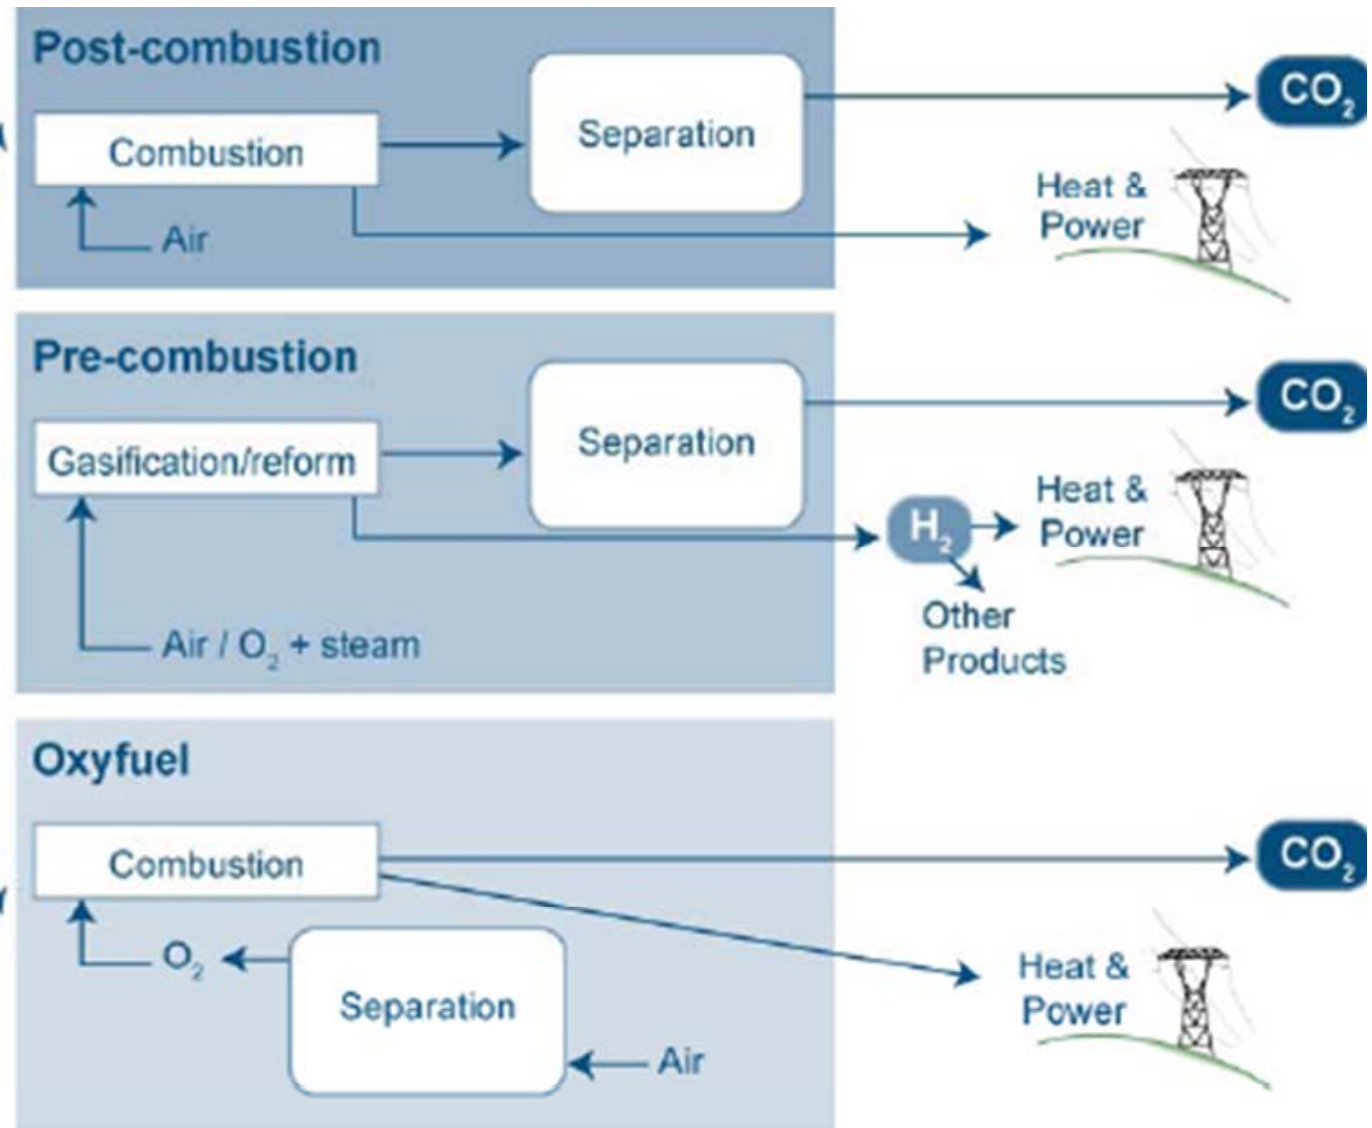 Post-combustion
Combustion
Separation
CO₂
Air
Heat &
Power
Pre-combustion
Gasification/reform
Separation
CO₂
H₂
Heat &
Power
Other
Products
Air / O₂ + steam
Oxyfuel
Combustion
CO₂
O₂
Separation
Air
Heat &
Power